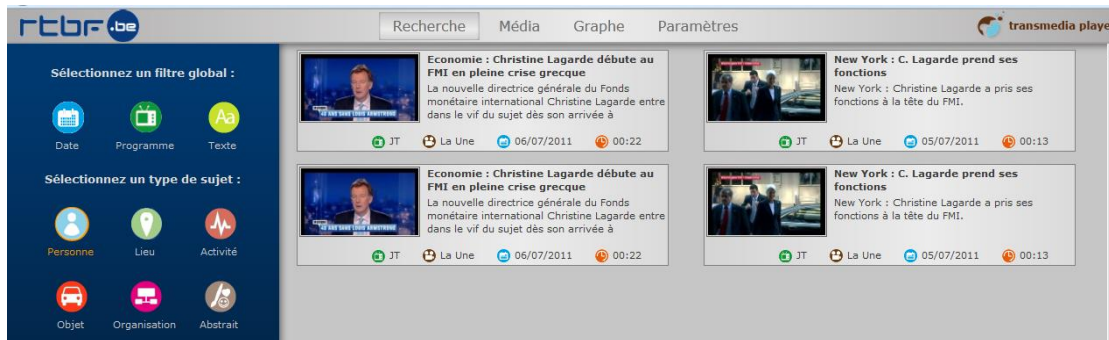 rtbf.be
Recherche Média Graphe Paramètres
transmedia playe
Sélectionnez un filtre global :
Date Programme Texte
Sélectionnez un type de sujet :
Personne Lieu Activité
Objet Organisation Abstrait
Economie : Christine Lagarde débute au
FMI en pleine crise grecque
La nouvelle directrice générale du Fonds
monétaire international Christine Lagarde entre
dans le vif du sujet dès son arrivée à
JT La Une 06/07/2011 00:22
New York : C. Lagarde prend ses
fonctions
New York : Christine Lagarde a pris ses
fonctions à la tête du FMI.
JT La Une 05/07/2011 00:13
Economie : Christine Lagarde débute au
FMI en pleine crise grecque
La nouvelle directrice générale du Fonds
monétaire international Christine Lagarde entre
dans le vif du sujet dès son arrivée à
JT La Une 06/07/2011 00:22
New York : C. Lagarde prend ses
fonctions
New York : Christine Lagarde a pris ses
fonctions à la tête du FMI.
JT La Une 05/07/2011 00:13